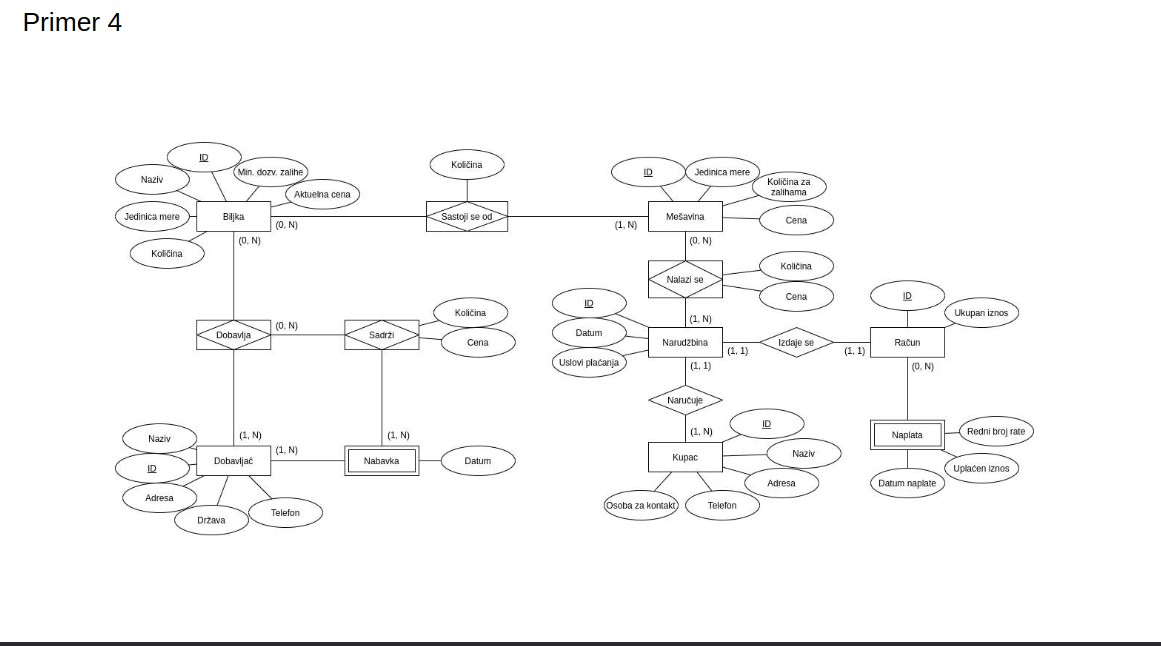 Primer 4
ID
Naziv
Min. dozv. zalihe
Aktuelna cena
Jedinica mere
Biljka
Količina
(0, N)
(0, N)
Količina
Sastoji se od
(1, N)
ID
Jedinica mere
Količina za
zalihama
Mešavina
Cena
(0, N)
Nalazi se
Količina
Cena
(1, N)
ID
Datum
Uslovi plaćanja
Narudžbina
(1, 1)
Izdaje se
(1, 1)
ID
Ukupan iznos
Račun
(0, N)
(1, 1)
Dobavlja
(0, N)
Sadrži
Količina
Cena
Naručuje
(1, N)
(1, N)
(1, N)
Naziv
ID
Adresa
Država
Telefon
Dobavljač
(1, N)
Nabavka
Datum
Kupac
ID
Naziv
Adresa
Telefon
Osoba za kontakt
Naplata
Redni broj rate
Uplaćen iznos
Datum naplate